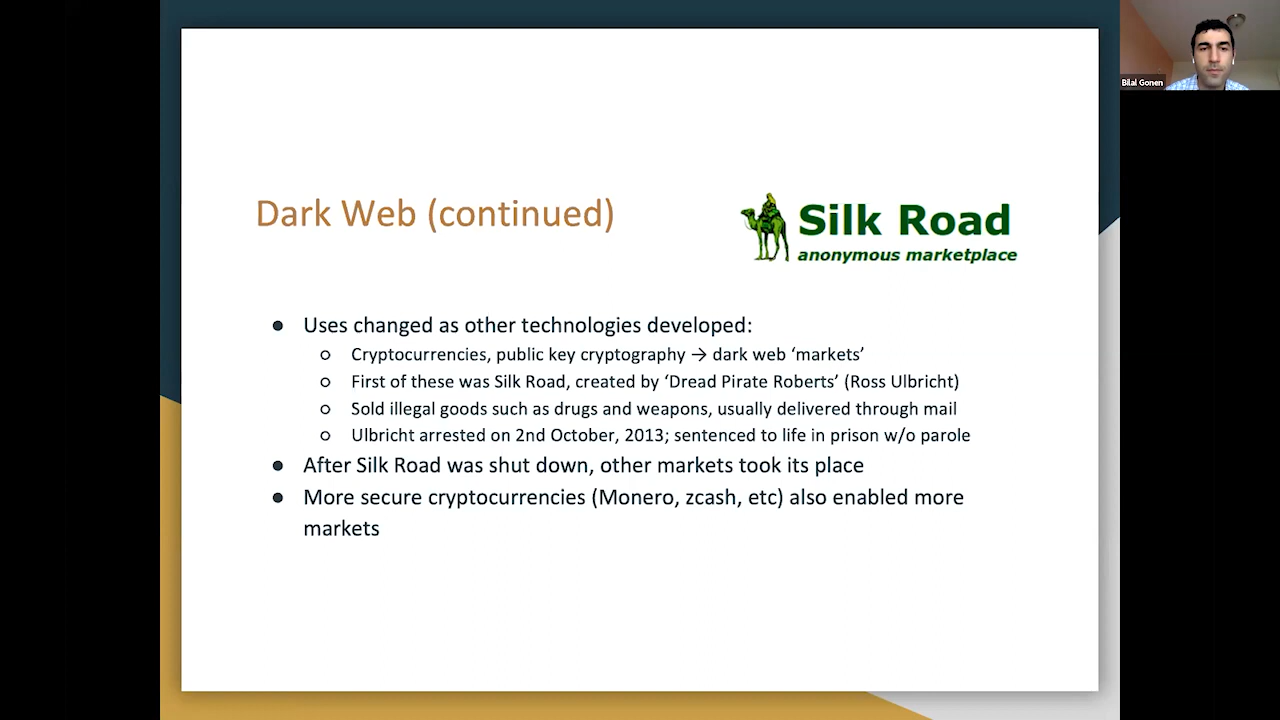 Bilal Gonen
Dark Web (continued)
Silk Road
anonymous marketplace
● Uses changed as other technologies developed:
○ Cryptocurrencies, public key cryptography → dark web ‘markets’
○ First of these was Silk Road, created by ‘Dread Pirate Roberts’ (Ross Ulbricht)
○ Sold illegal goods such as drugs and weapons, usually delivered through mail
○ Ulbricht arrested on 2nd October, 2013; sentenced to life in prison w/o parole
● After Silk Road was shut down, other markets took its place
● More secure cryptocurrencies (Monero, zcash, etc) also enabled more
markets